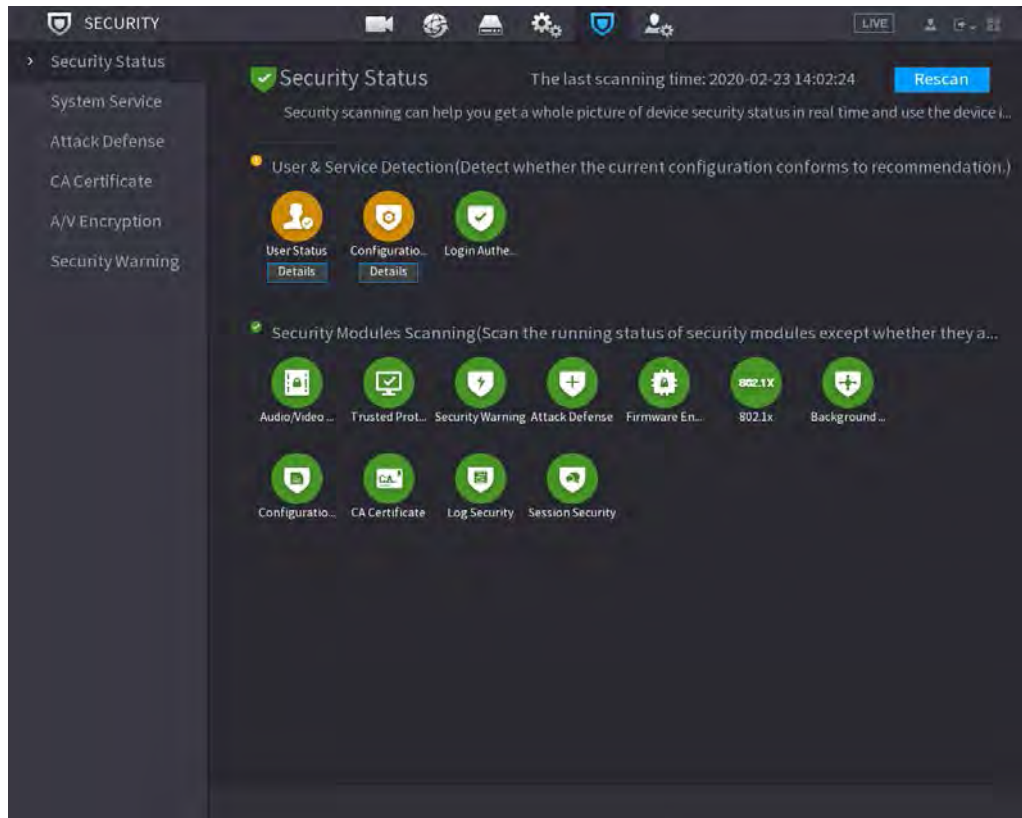 SECURITY
LIVE
Security Status
System Service
Attack Defense
CA Certificate
A/V Encryption
Security Warning
Security Status
The last scanning time: 2020-02-23 14:02:24
Rescan
Security scanning can help you get a whole picture of device security status in real time and use the device i...
User & Service Detection(Detect whether the current configuration conforms to recommendation.)
User Status
Configuratio...
Login Authe...
Details
Details
Security Modules Scanning(Scan the running status of security modules except whether they a...
802.1X
Audio/Video ...
Trusted Prot...
Security Warning
Attack Defense
Firmware En...
802.1x
Background ...
CA
Configuratio...
CA Certificate
Log Security
Session Security